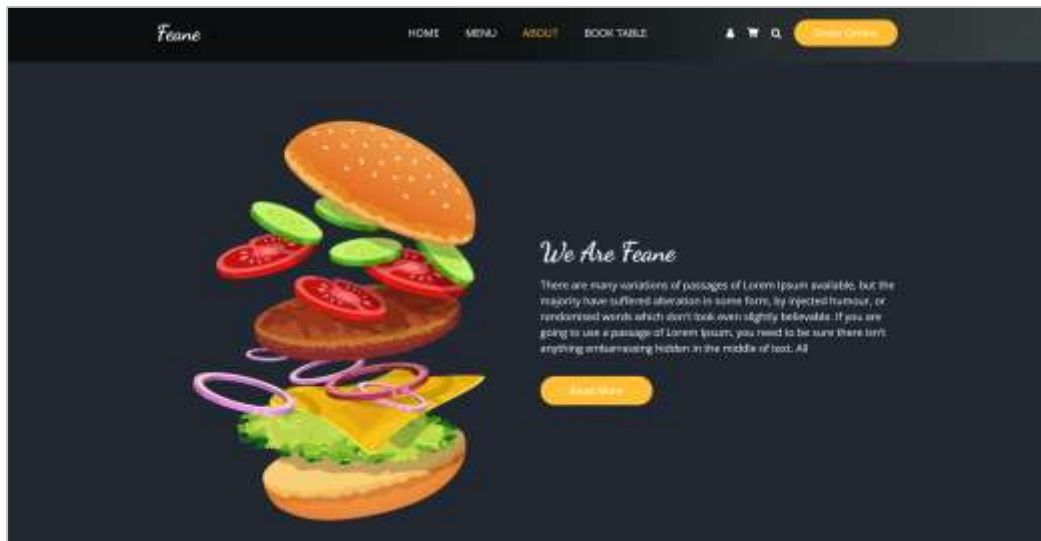 Feane
HOME MENU ABOUT BOOK TABLE Order Online
We Are Feane
There are many variations of passages of Lorem Ipsum available, but the
majority have suffered alteration in some form, by injected humour, or
randomised words which don't look even slightly believable. If you are
going to use a passage of Lorem Ipsum, you need to be sure there isn't
anything embarrassing hidden in the middle of text. All
Read More